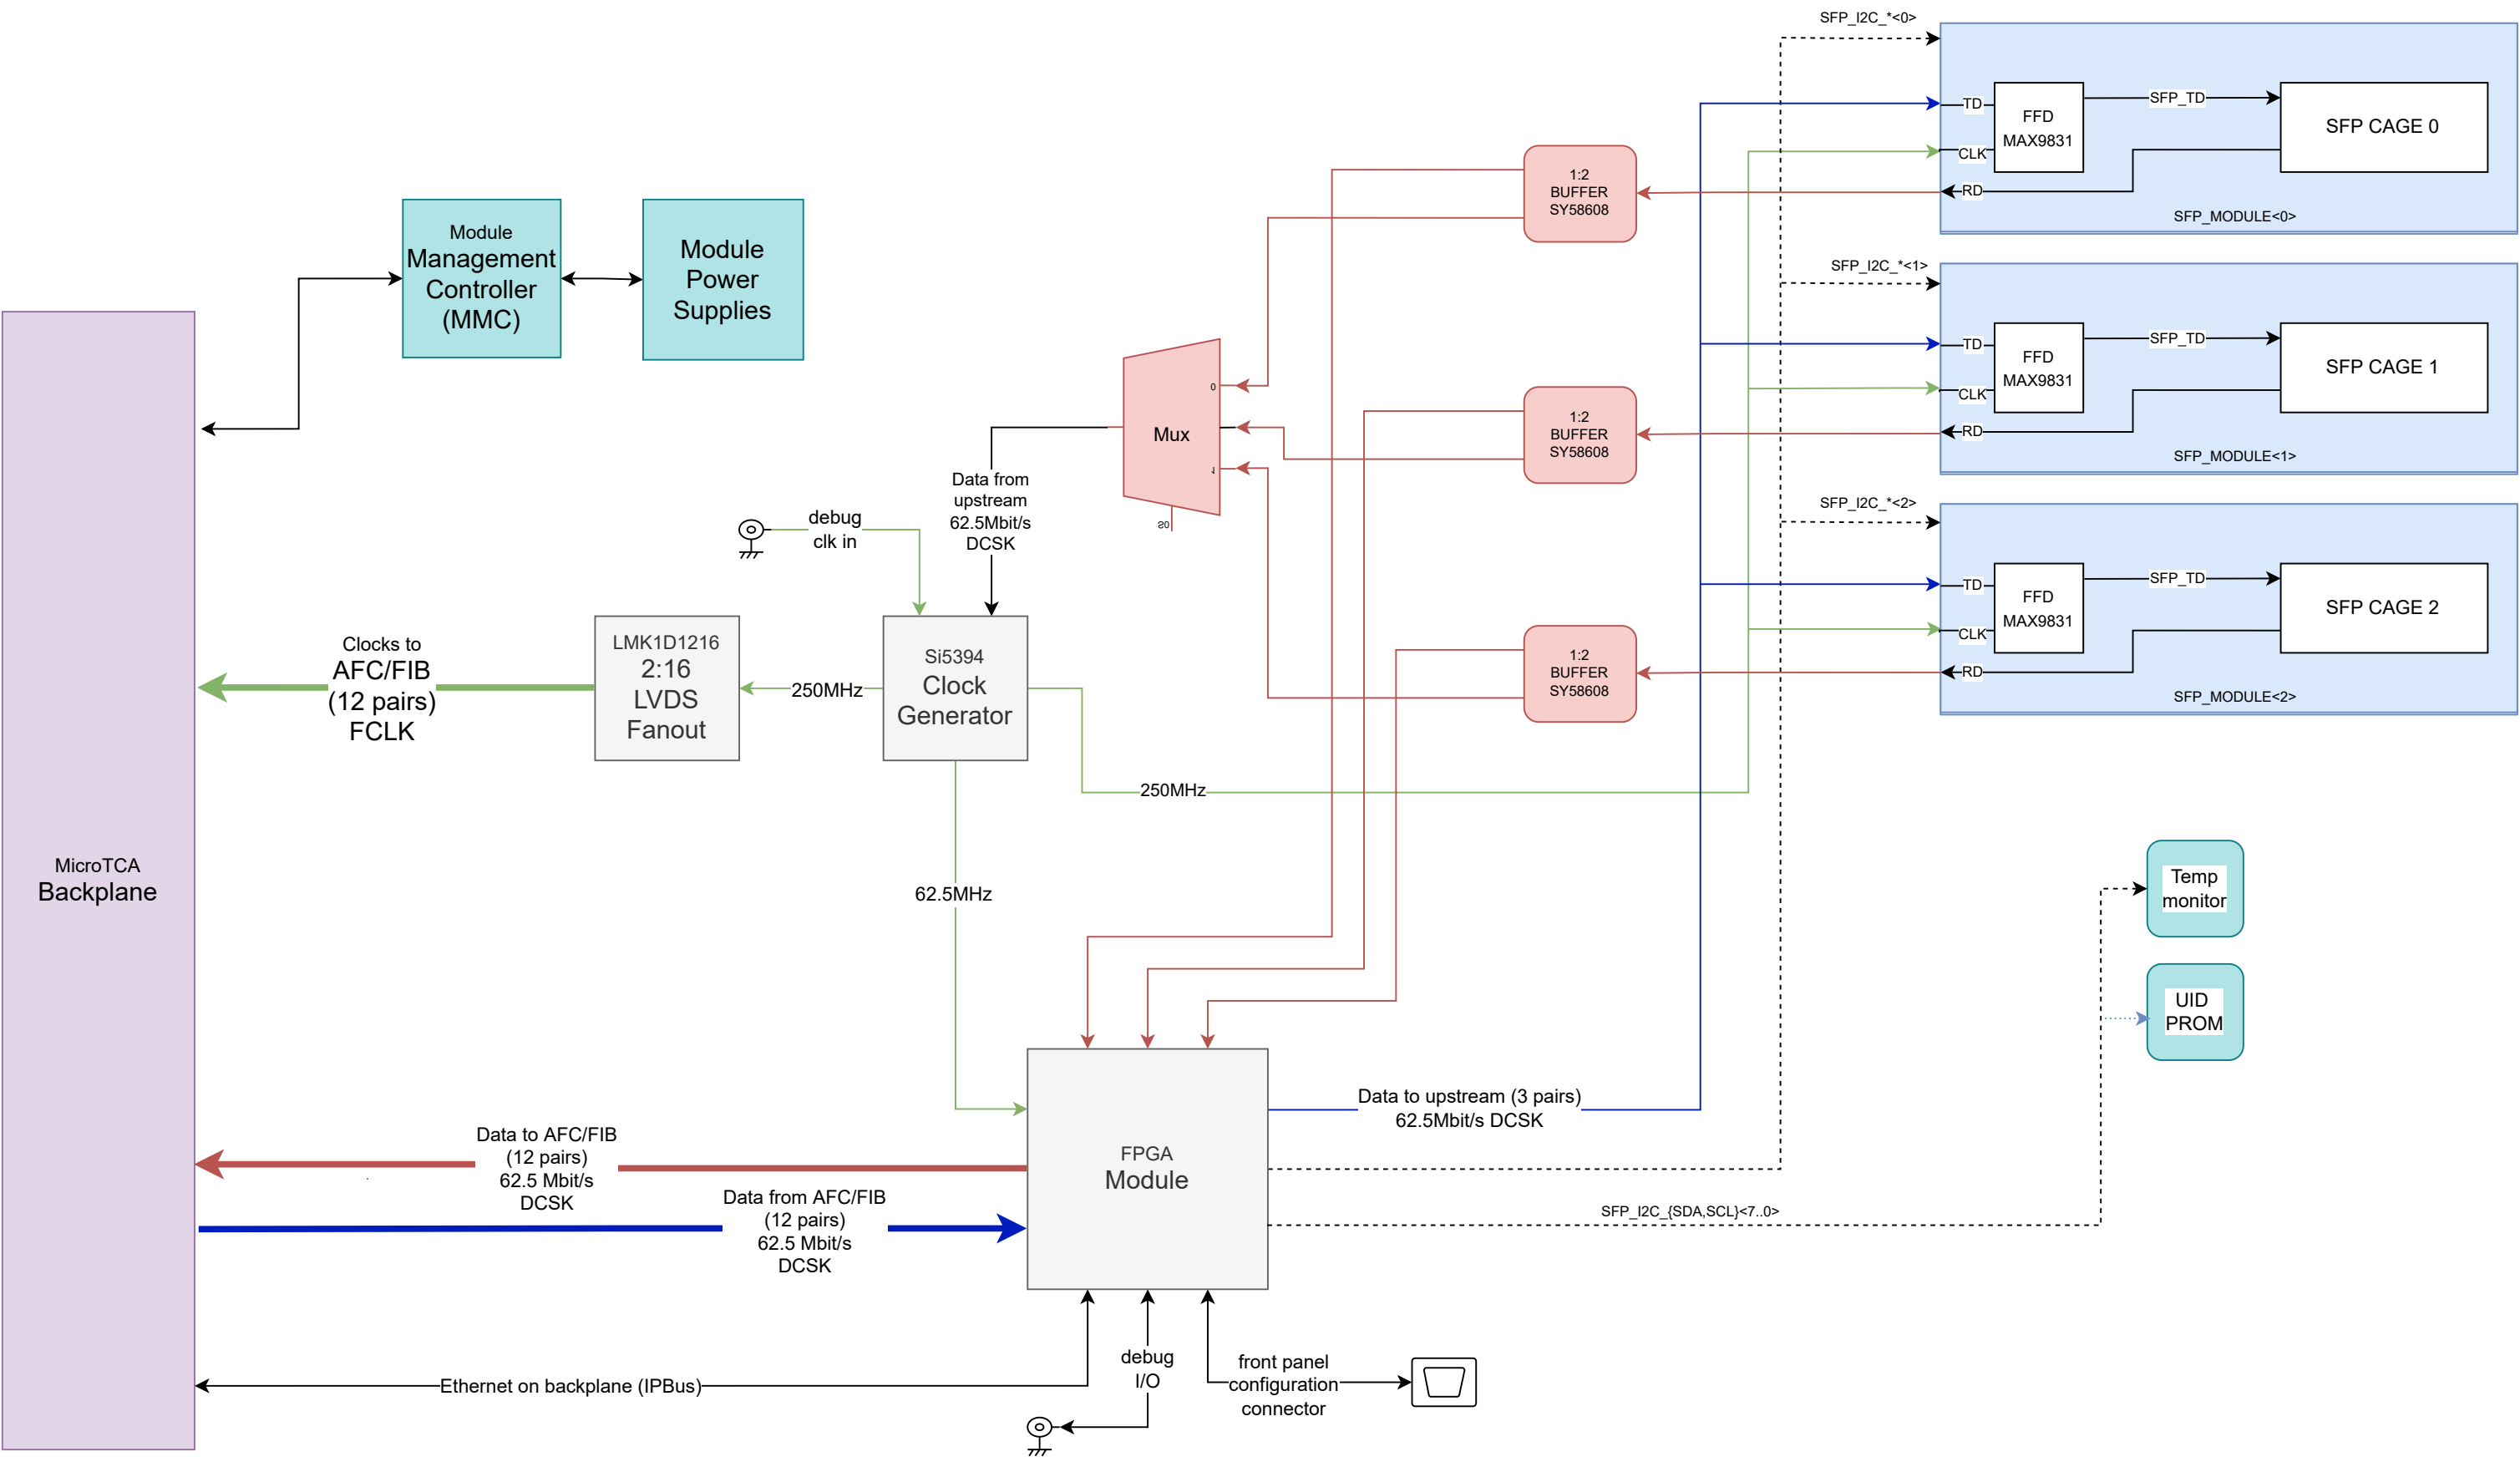 SFP_I2C_*<0>
TD
FFD
MAX9831
SFP_TD
SFP CAGE 0
CLK
RD
SFP_MODULE<0>
1:2
BUFFER
SY58608
Module
Management
Controller
(MMC)
Module
Power
Supplies
SFP_I2C_*<1>
TD
FFD
MAX9831
SFP_TD
SFP CAGE 1
CLK
RD
SFP_MODULE<1>
0
Mux
1
S0
1:2
BUFFER
SY58608
Data from
upstream
62.5Mbit/s
DCSK
debug
clk in
SFP_I2C_*<2>
TD
FFD
MAX9831
SFP_TD
SFP CAGE 2
CLK
RD
SFP_MODULE<2>
1:2
BUFFER
SY58608
Clocks to
AFC/FIB
(12 pairs)
FCLK
LMK1D1216
2:16
LVDS
Fanout
250MHz
Si5394
Clock
Generator
250MHz
62.5MHz
MicroTCA
Backplane
Temp
monitor
UID
PROM
Data to upstream (3 pairs)
62.5Mbit/s DCSK
FPGA
Module
Data to AFC/FIB
(12 pairs)
62.5 Mbit/s
DCSK
Data from AFC/FIB
(12 pairs)
62.5 Mbit/s
DCSK
SFP_I2C_{SDA,SCL}<7..0>
Ethernet on backplane (IPBus)
debug
I/O
front panel
configuration
connector